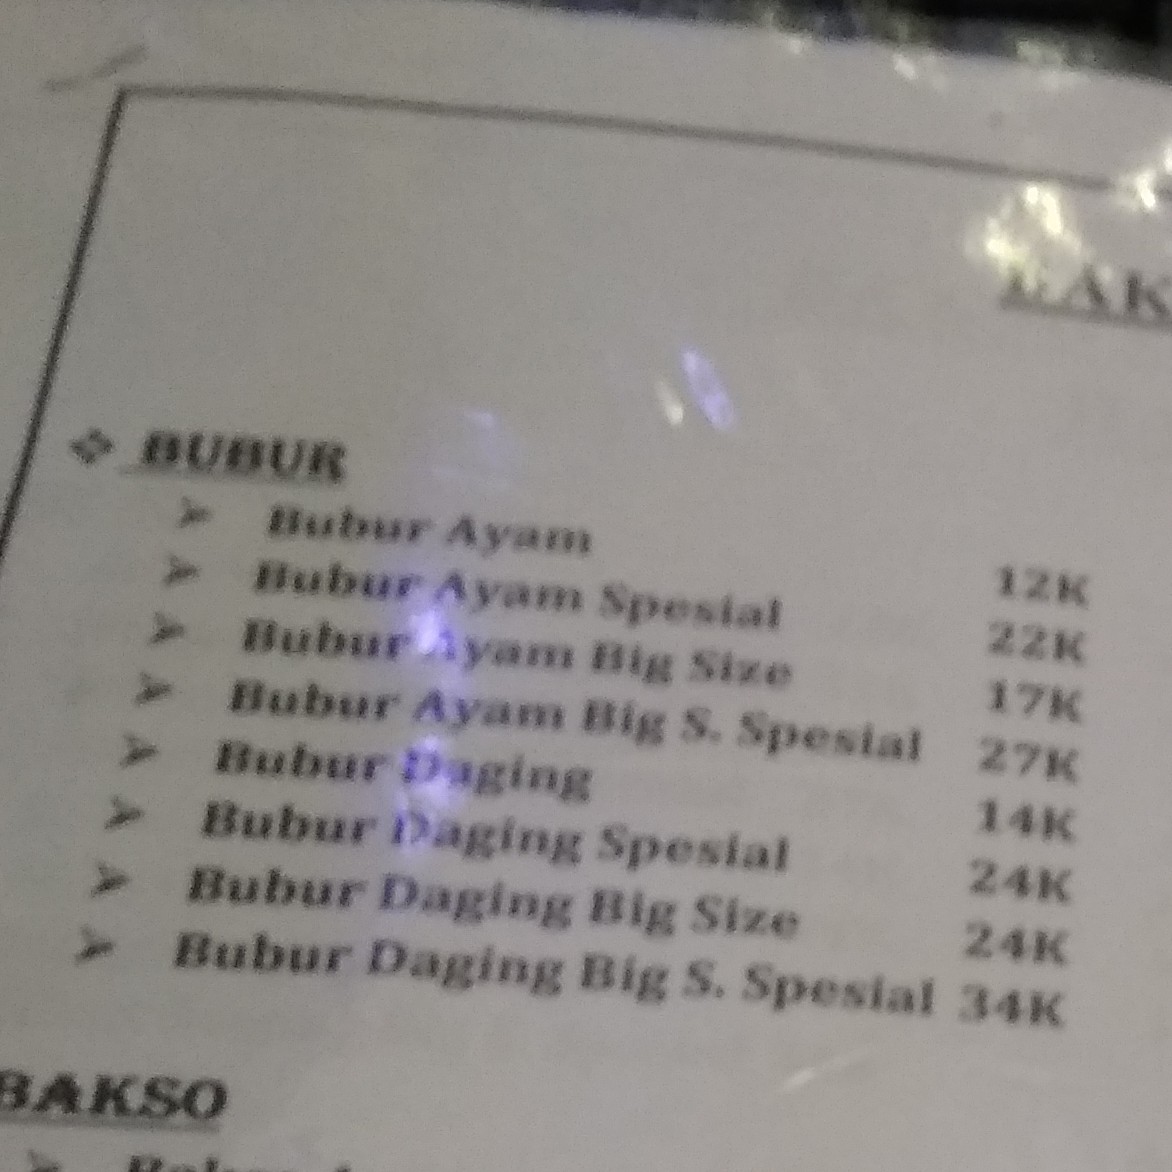 BAK
BUBUR
Bubur Ayam 12K
Bubur Ayam Spesial 22K
Bubur Ayam Big Size 17K
Bubur Ayam Big S. Spesial 27K
Bubur Daging 14K
Bubur Daging Spesial 24K
Bubur Daging Big Size 24K
Bubur Daging Big S. Spesial 34K
BAKSO